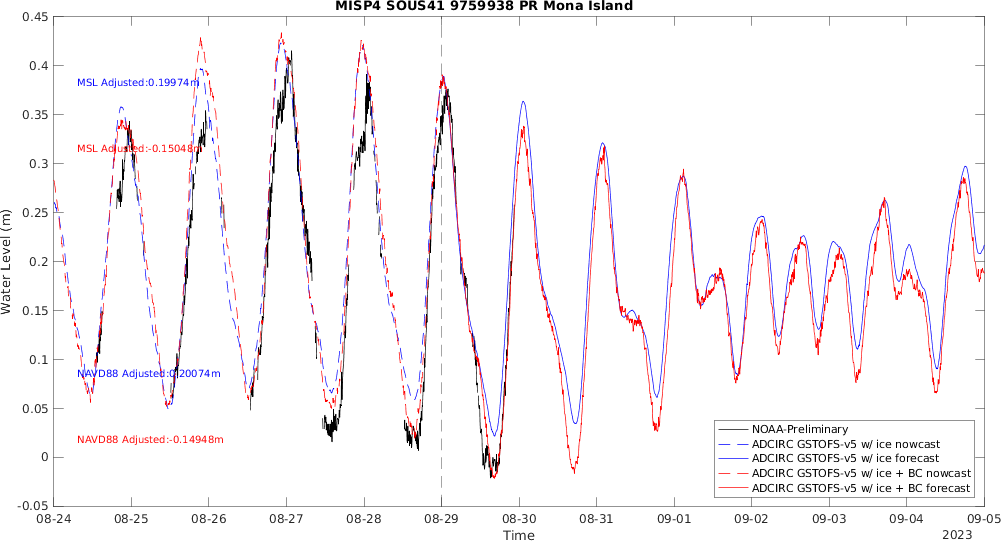 MISP4 SOUS41 9759938 PR Mona Island
0.45
0.4
0.35
0.3
0.25
0.2
0.15
0.1
0.05
0
-0.05
Water Level (m)
MSL Adjusted:0.19974m
MSL Adjusted:-0.15048m
NAVD88 Adjusted:0.20074m
NAVD88 Adjusted:-0.14948m
NOAA-Preliminary
ADCIRC GSTOFS-v5 w/ ice nowcast
ADCIRC GSTOFS-v5 w/ ice forecast
ADCIRC GSTOFS-v5 w/ ice + BC nowcast
ADCIRC GSTOFS-v5 w/ ice + BC forecast
08-24 08-25 08-26 08-27 08-28 08-29 08-30 08-31 09-01 09-02 09-03 09-04 09-05
Time
2023